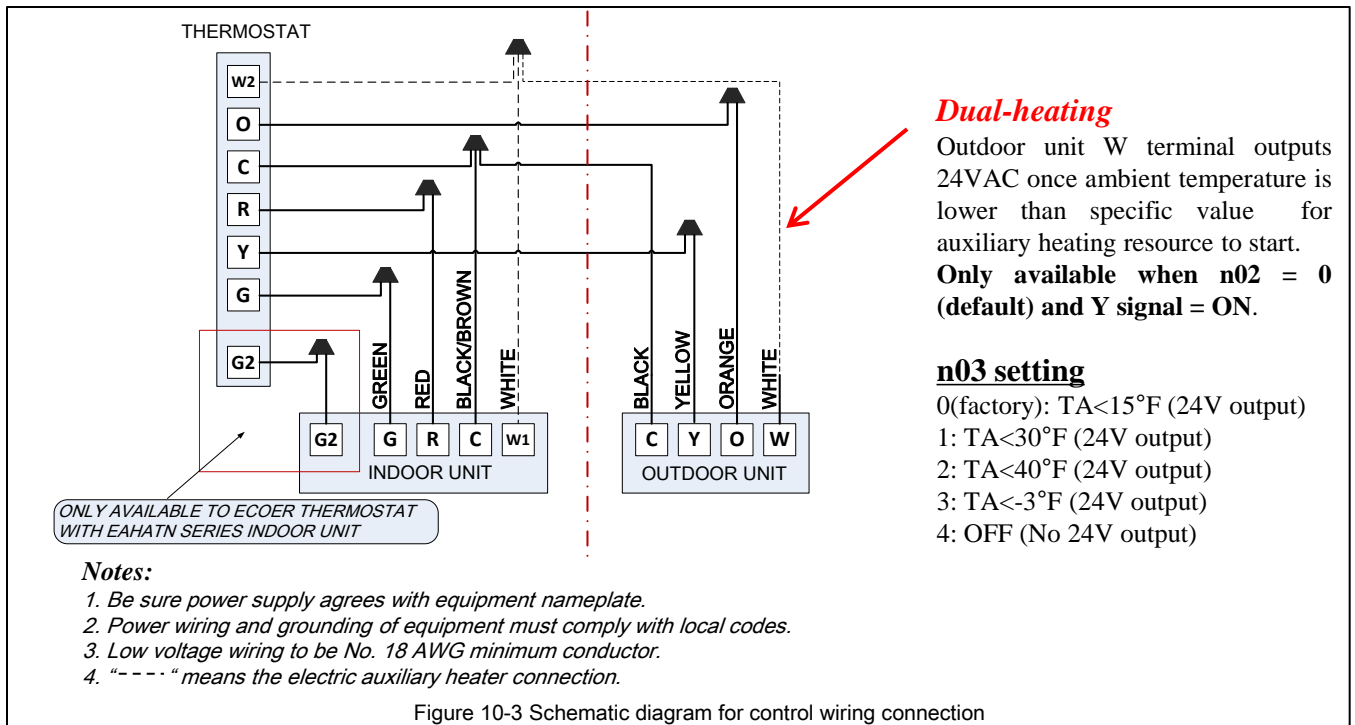 THERMOSTAT
W2
O
C
R
Y
G
G2
GREEN
RED
BLACK/BROWN
WHITE
BLACK
YELLOW
ORANGE
WHITE
G2 G R C W1
INDOOR UNIT
C Y O W
OUTDOOR UNIT
ONLY AVAILABLE TO ECOER THERMOSTAT
WITH EAHATN SERIES INDOOR UNIT
Dual-heating
Outdoor unit W terminal outputs
24VAC once ambient temperature is
lower than specific value for
auxiliary heating resource to start.
Only available when n02 = 0
(default) and Y signal = ON.
n03 setting
0(factory): TA<15°F (24V output)
1: TA<30°F (24V output)
2: TA<40°F (24V output)
3: TA<-3°F (24V output)
4: OFF (No 24V output)
Notes:
1. Be sure power supply agrees with equipment nameplate.
2. Power wiring and grounding of equipment must comply with local codes.
3. Low voltage wiring to be No. 18 AWG minimum conductor.
4. “----“ means the electric auxiliary heater connection.
Figure 10-3 Schematic diagram for control wiring connection